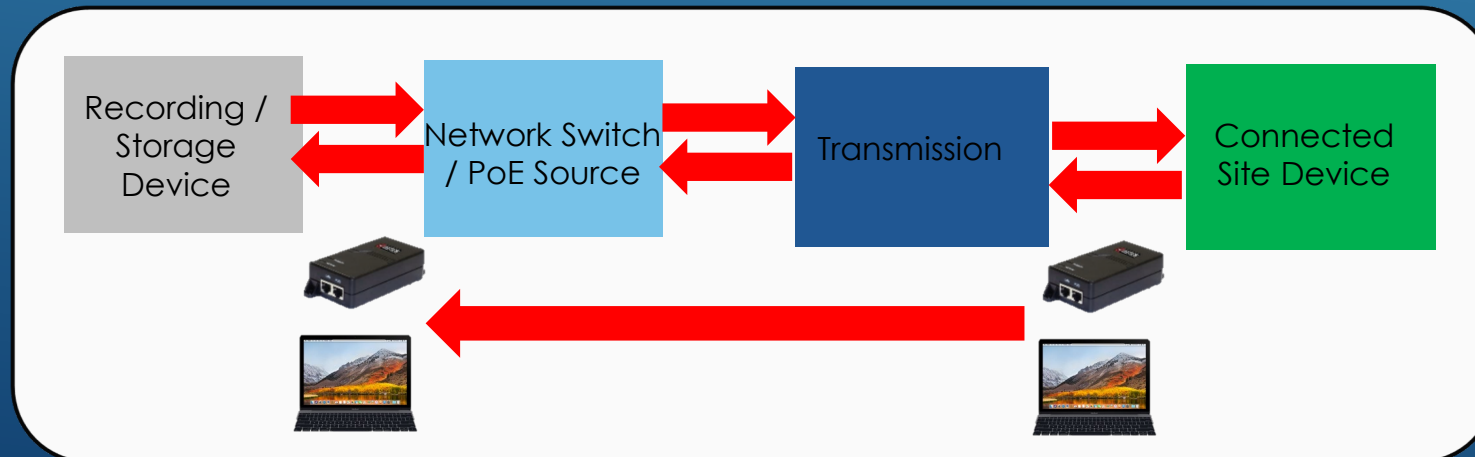 Recording /
Storage
Device
Network Switch
/ PoE Source
Transmission
Connected
Site Device